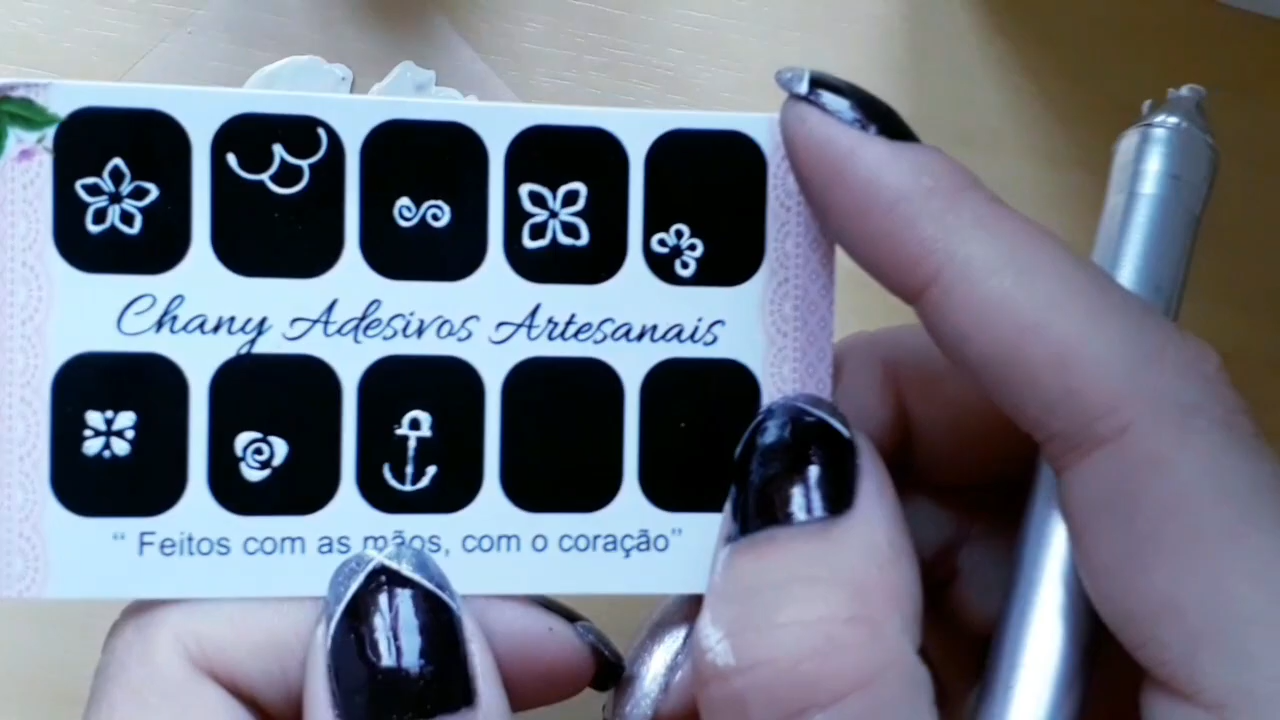 Chany Adesivos Artesanais
“ Feitos com as mãos, com o coração”